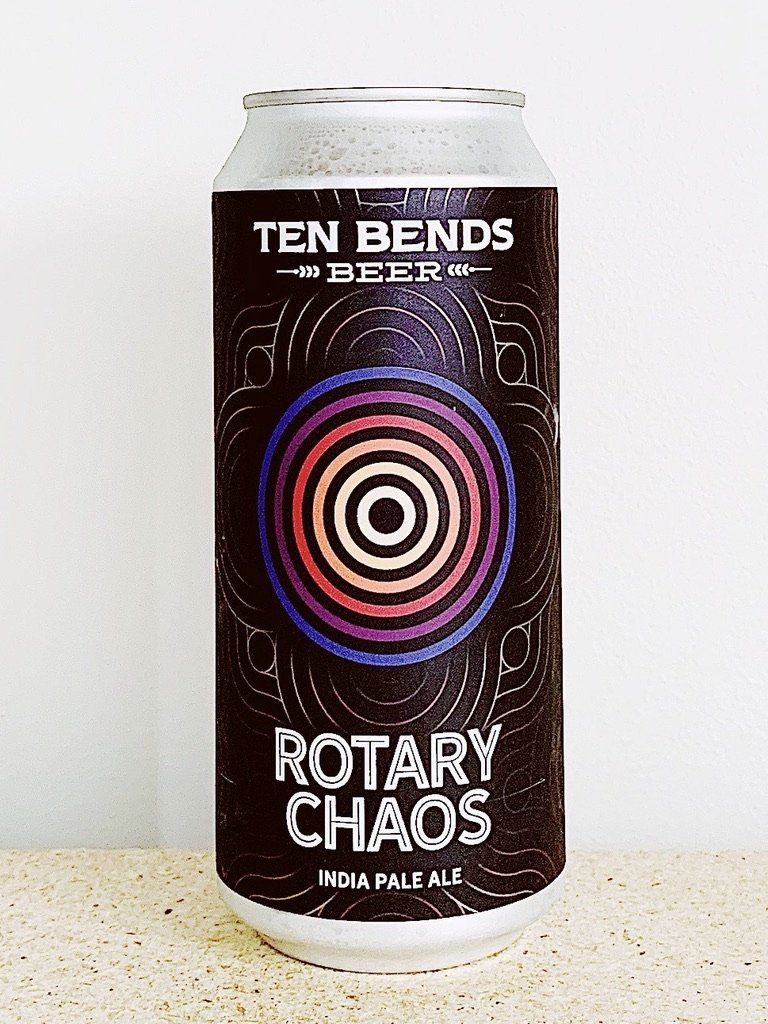 TEN BENDS
BEER
ROTARY
CHAOS
INDIA PALE ALE